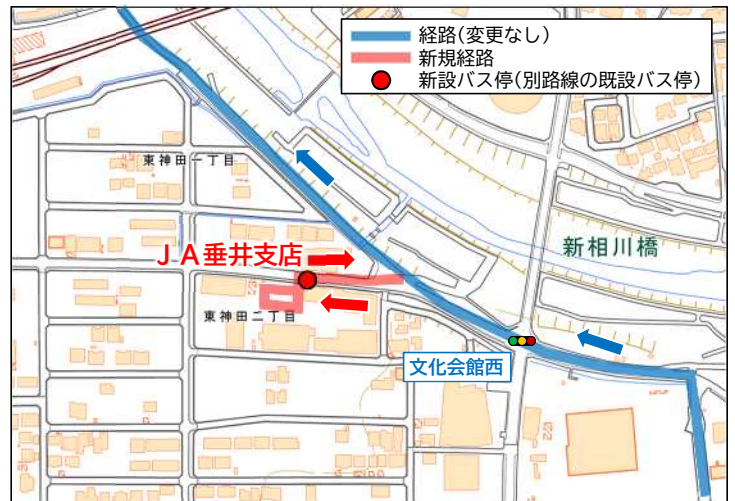 経路(変更なし)
新規経路
新設バス停(別路線の既設バス停)
東神田一丁目
新相川橋
ＪＡ垂井支店
東神田二丁目
文化会館西